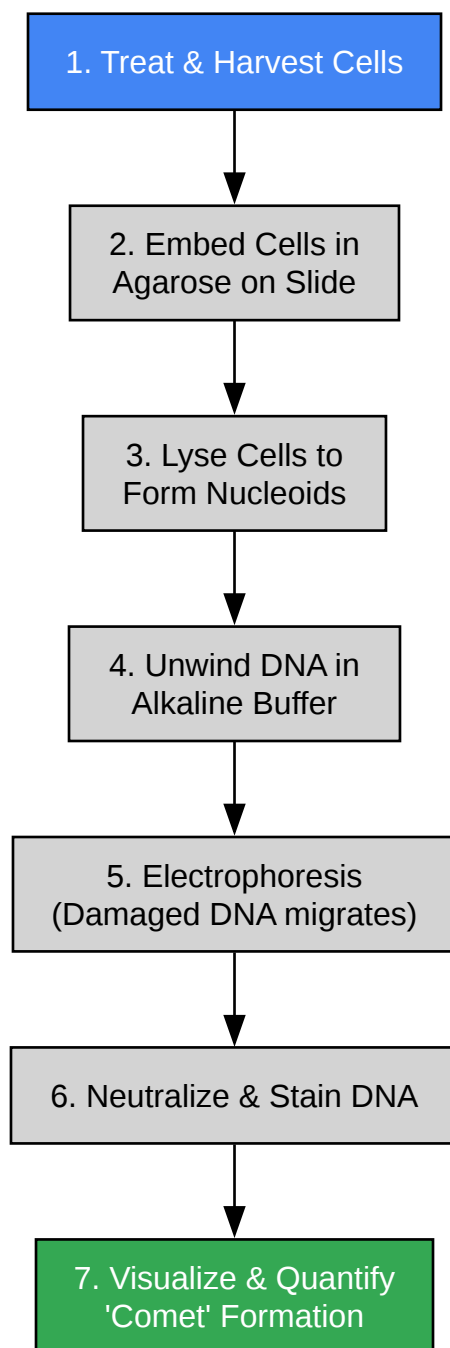 1. Treat & Harvest Cells
2. Embed Cells in
Agarose on Slide
3. Lyse Cells to
Form Nucleoids
4. Unwind DNA in
Alkaline Buffer
5. Electrophoresis
(Damaged DNA migrates)
6. Neutralize & Stain DNA
7. Visualize & Quantify
'Comet' Formation